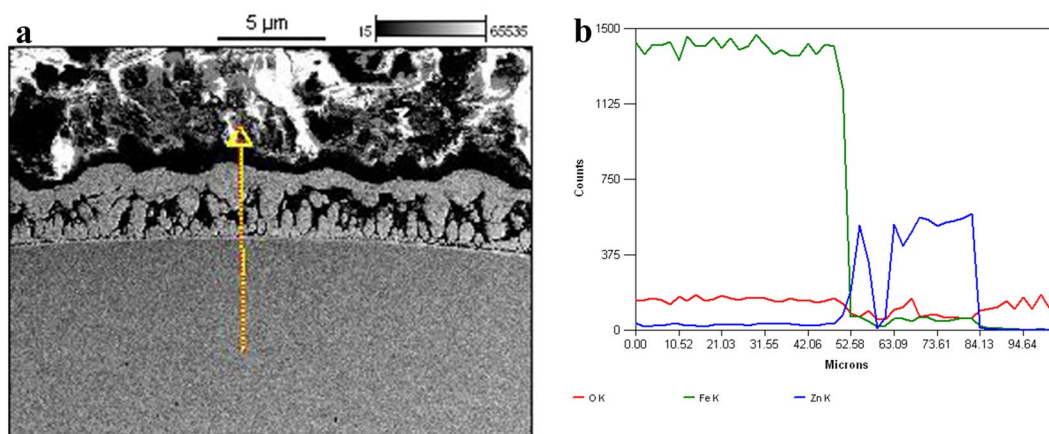 a
5 µm
15
65535
b
1500
1125
750
375
0
Counts
0.00 10.52 21.03 31.55 42.06 52.58 63.09 73.61 84.13 94.64
Microns
O K Fe K Zn K